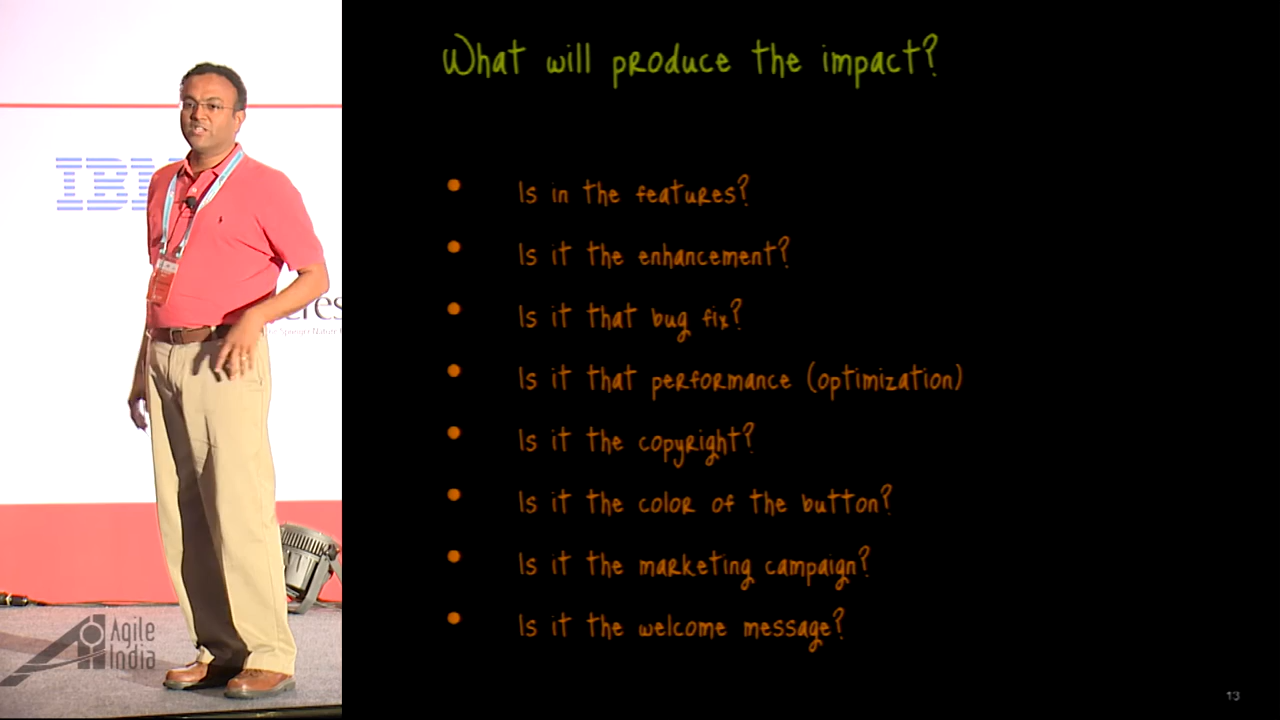 What will produce the impact?
IBM
• Is in the features?
• Is it the enhancement?
• Is it that bug fix?
• Is it that performance (optimization)
• Is it the copyright?
• Is it the color of the button?
• Is it the marketing campaign?
• Is it the welcome message?
Agile
India
13